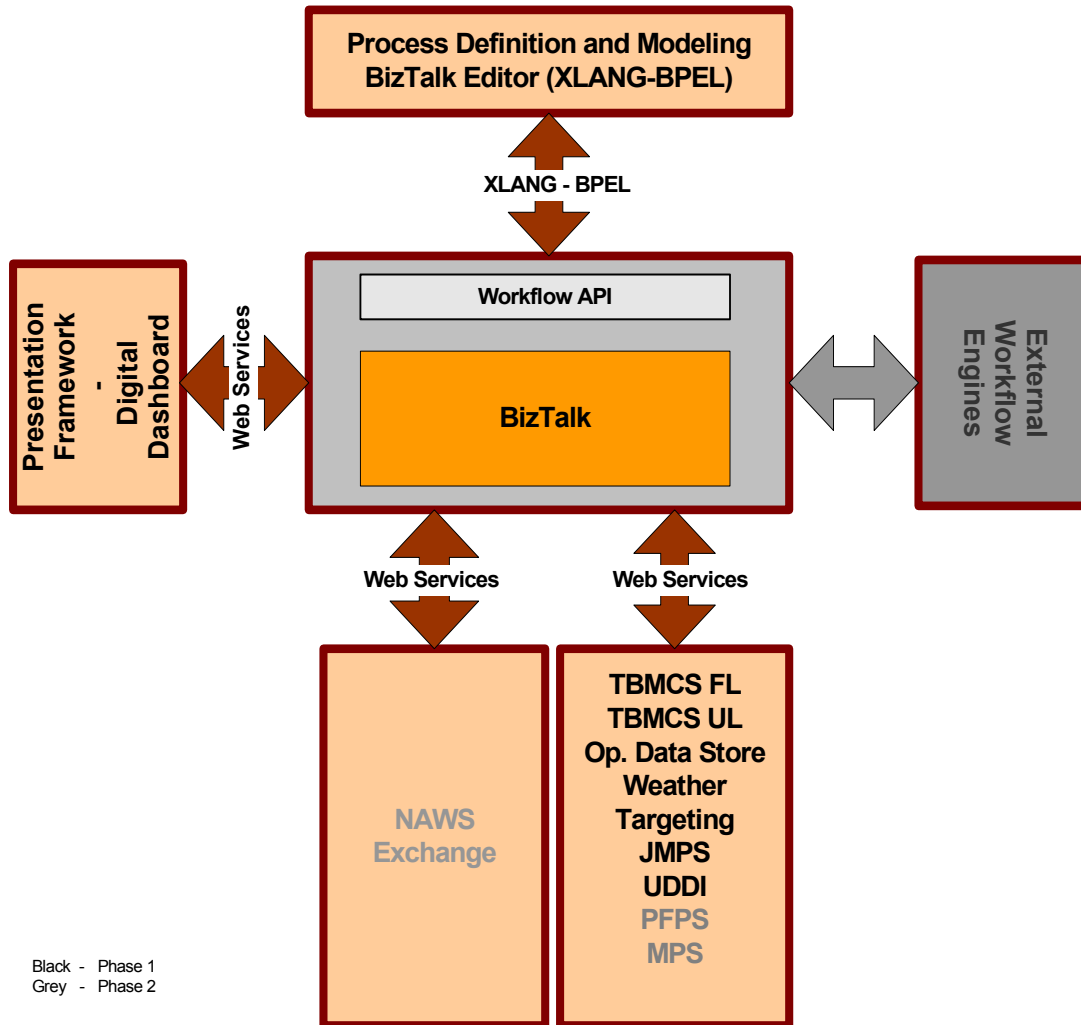 Process Definition and Modeling
BizTalk Editor (XLANG-BPEL)
XLANG - BPEL
Presentation
Framework
-
Digital
Dashboard
Web Services
Workflow API
BizTalk
External
Workflow
Engines
Web Services
Web Services
NAWS
Exchange
TBMCS FL
TBMCS UL
Op. Data Store
Weather
Targeting
JMPS
UDDI
PFPS
MPS
Black - Phase 1
Grey - Phase 2